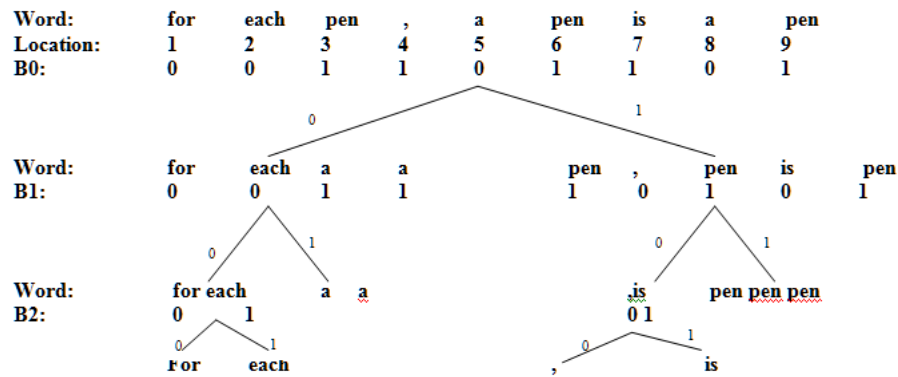 Word: for each pen , a pen is a pen
Location: 1 2 3 4 5 6 7 8 9
B0: 0 0 1 1 0 1 1 0 1
0 1
Word: for each a a pen , pen is pen
B1: 0 0 1 1 1 0 1 0 1
0 1 0 1
Word: for each a a ,is pen pen pen
B2: 0 1 0 1
0 1 0 1
For each , is